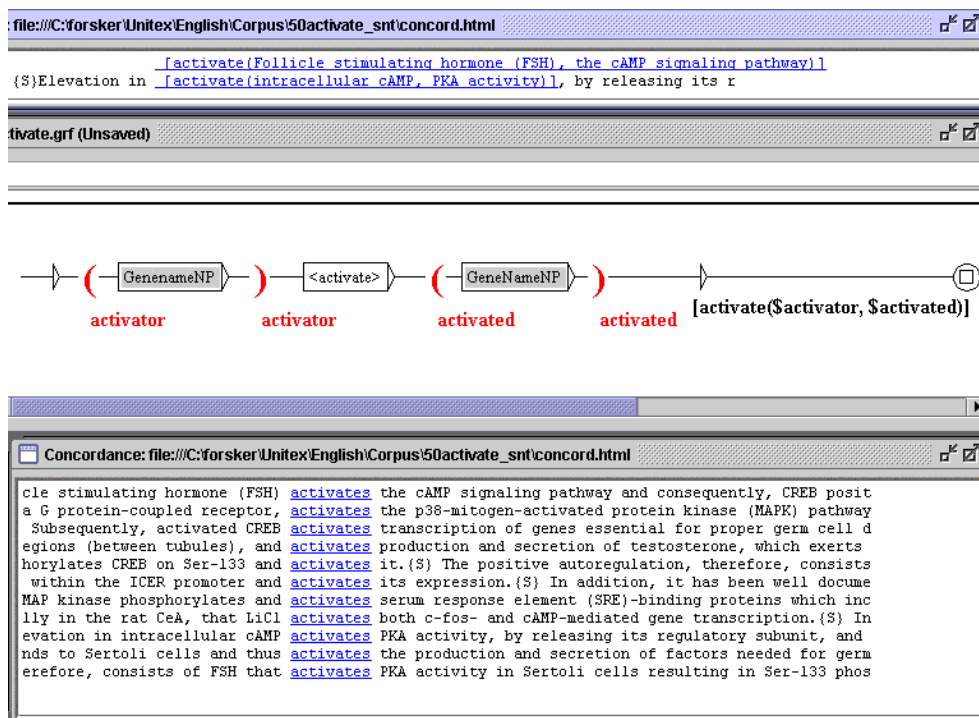 : file:///C:\forsker\Unitex\English\Corpus\50activate_snt\concord.html
[activate(Follicle stimulating hormone (FSH), the cAMP signaling pathway)]
{S}Elevation in [activate(intracellular cAMP, PKA activity)], by releasing its r
ctivate.grf (Unsaved)
( GenenameNP ) <activate> ( GeneNameNP )
activator activator activated activated [activate($activator, $activated)]
Concordance: file:///C:\forsker\Unitex\English\Corpus\50activate_snt\concord.html
cle stimulating hormone (FSH) activates the cAMP signaling pathway and consequently, CREB posit
a G protein-coupled receptor, activates the p38-mitogen-activated protein kinase (MAPK) pathway
Subsequently, activated CREB activates transcription of genes essential for proper germ cell d
egions (between tubules), and activates production and secretion of testosterone, which exerts
horylates CREB on Ser-133 and activates it.{S} The positive autoregulation, therefore, consists
within the ICER promoter and activates its expression.{S} In addition, it has been well docume
MAP kinase phosphorylates and activates serum response element (SRE)-binding proteins which inc
lly in the rat CeA, that LiCl activates both c-fos- and cAMP-mediated gene transcription.{S} In
evation in intracellular cAMP activates PKA activity, by releasing its regulatory subunit, and
nds to Sertoli cells and thus activates the production and secretion of factors needed for germ
erefore, consists of FSH that activates PKA activity in Sertoli cells resulting in Ser-133 phos